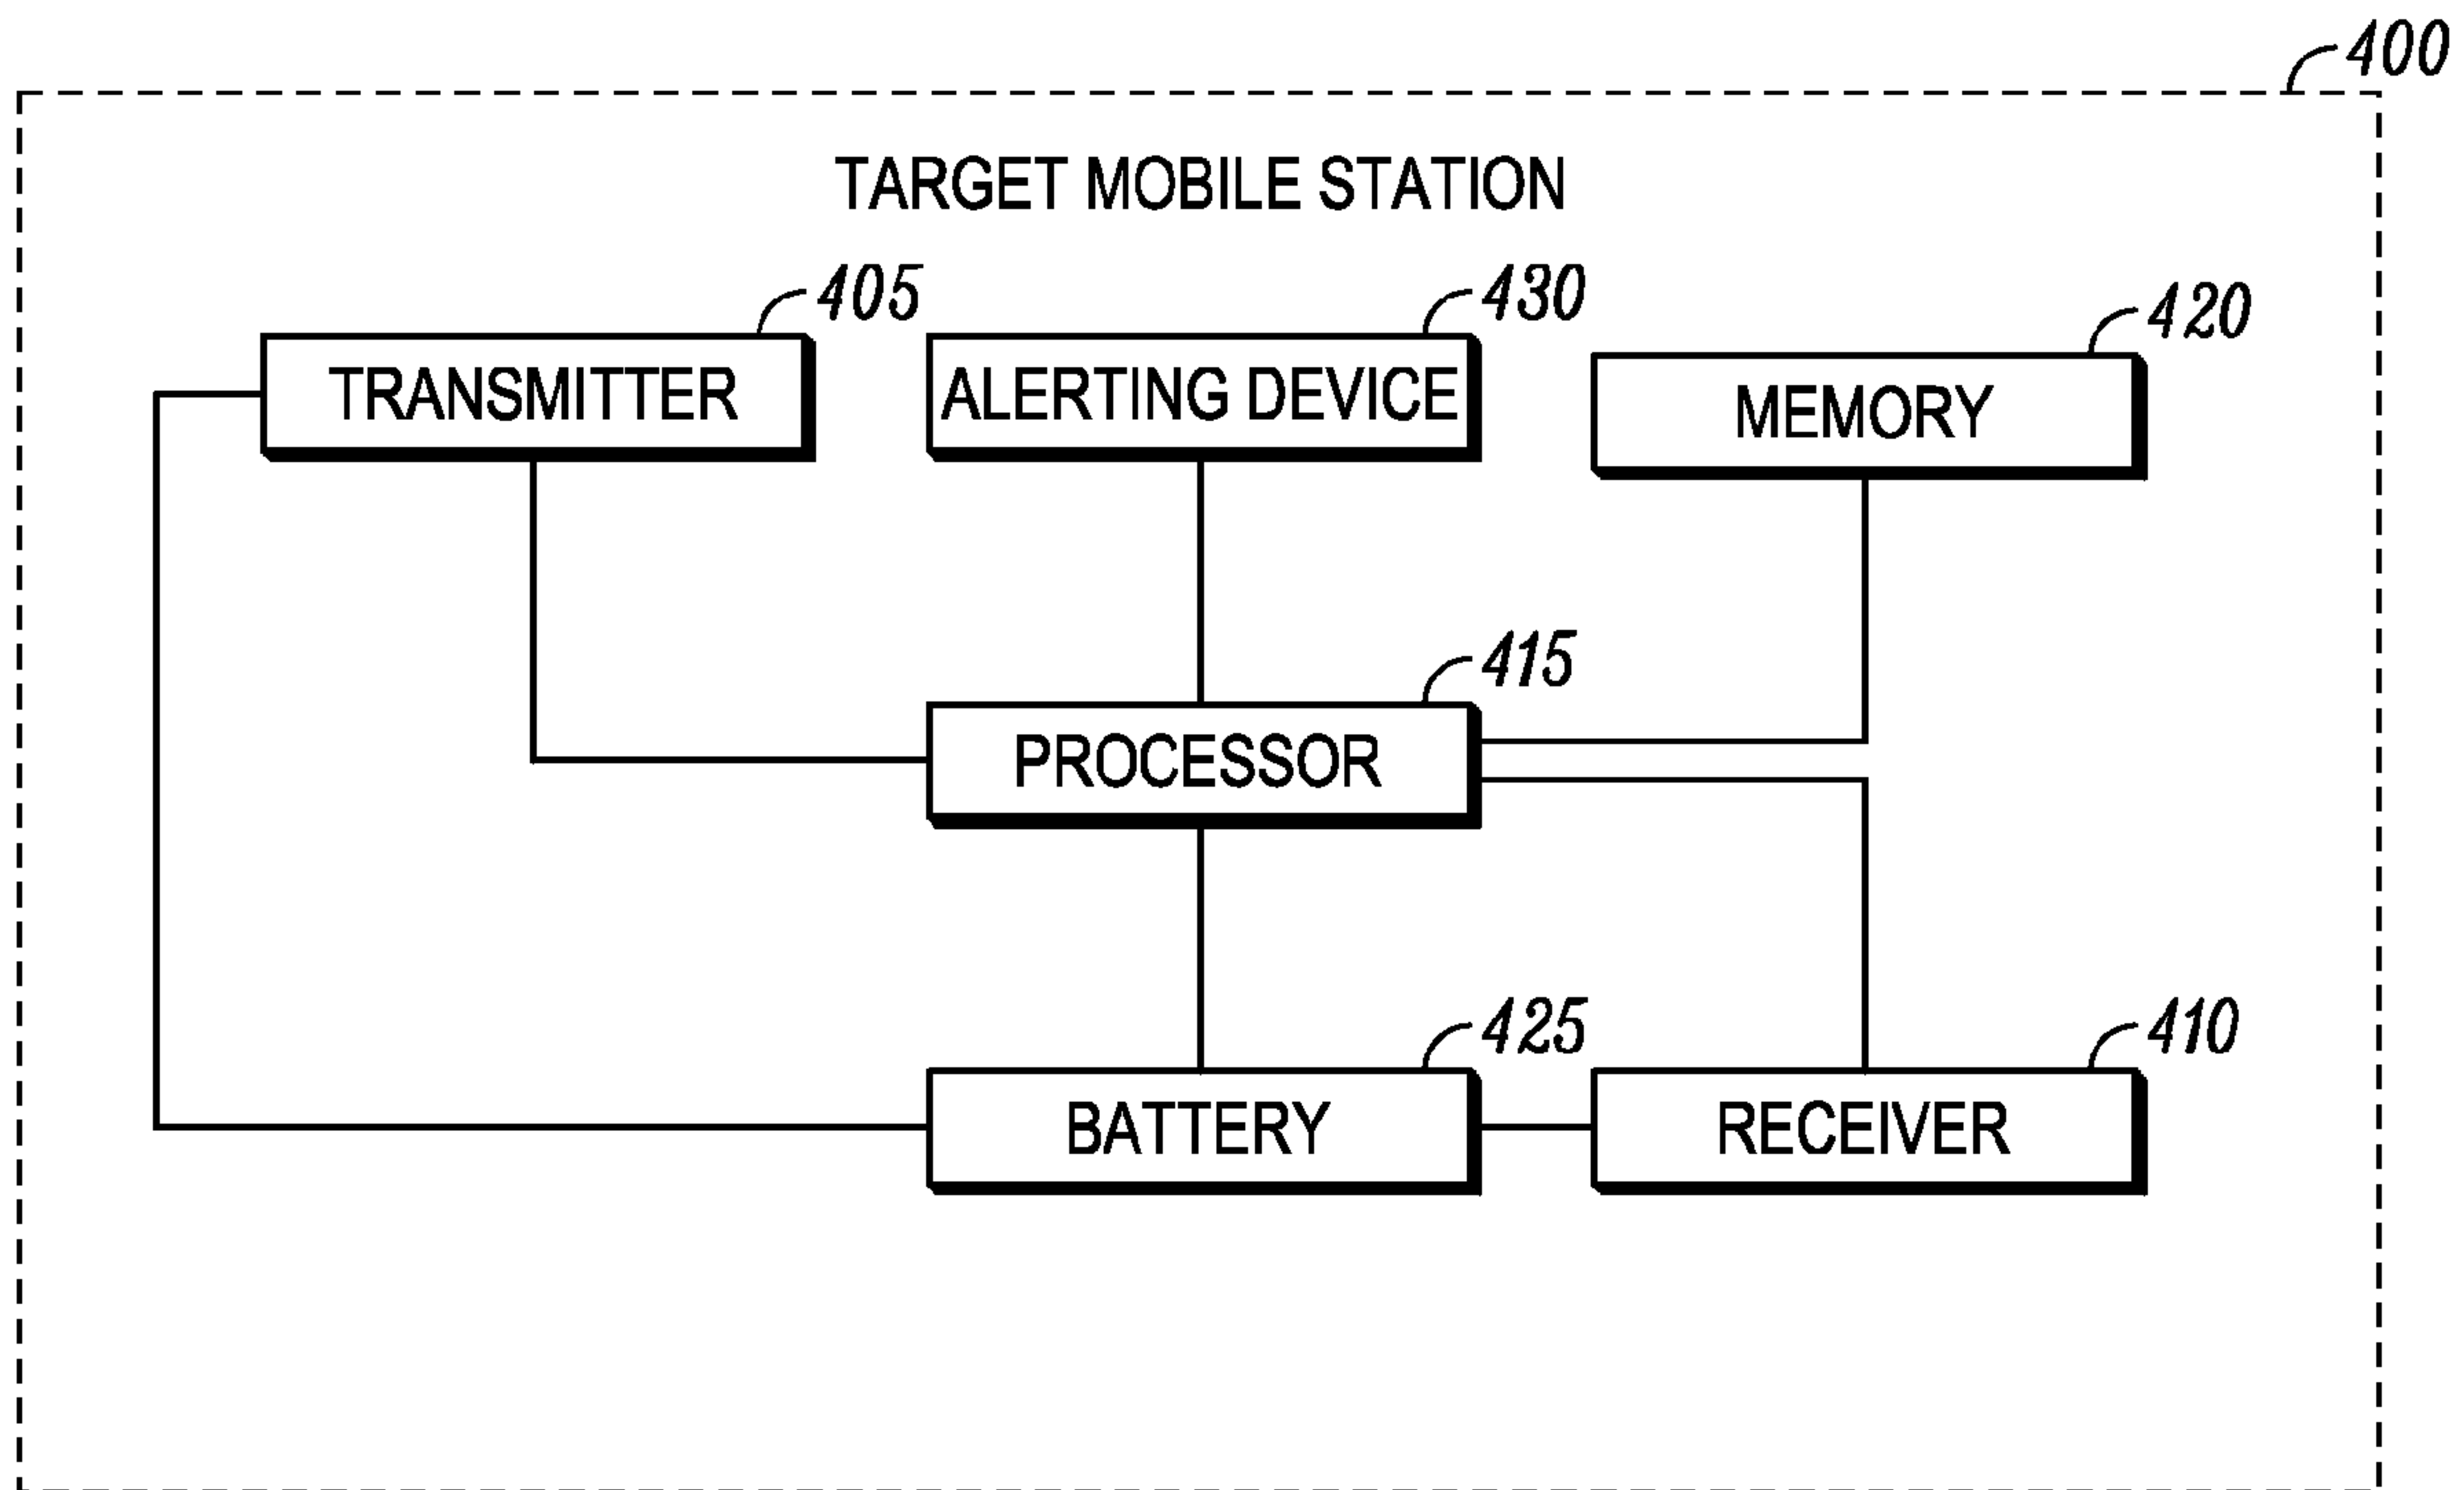 400
TARGET MOBILE STATION
405
430
420
TRANSMITTER
ALERTING DEVICE
MEMORY
415
PROCESSOR
425
410
BATTERY
RECEIVER